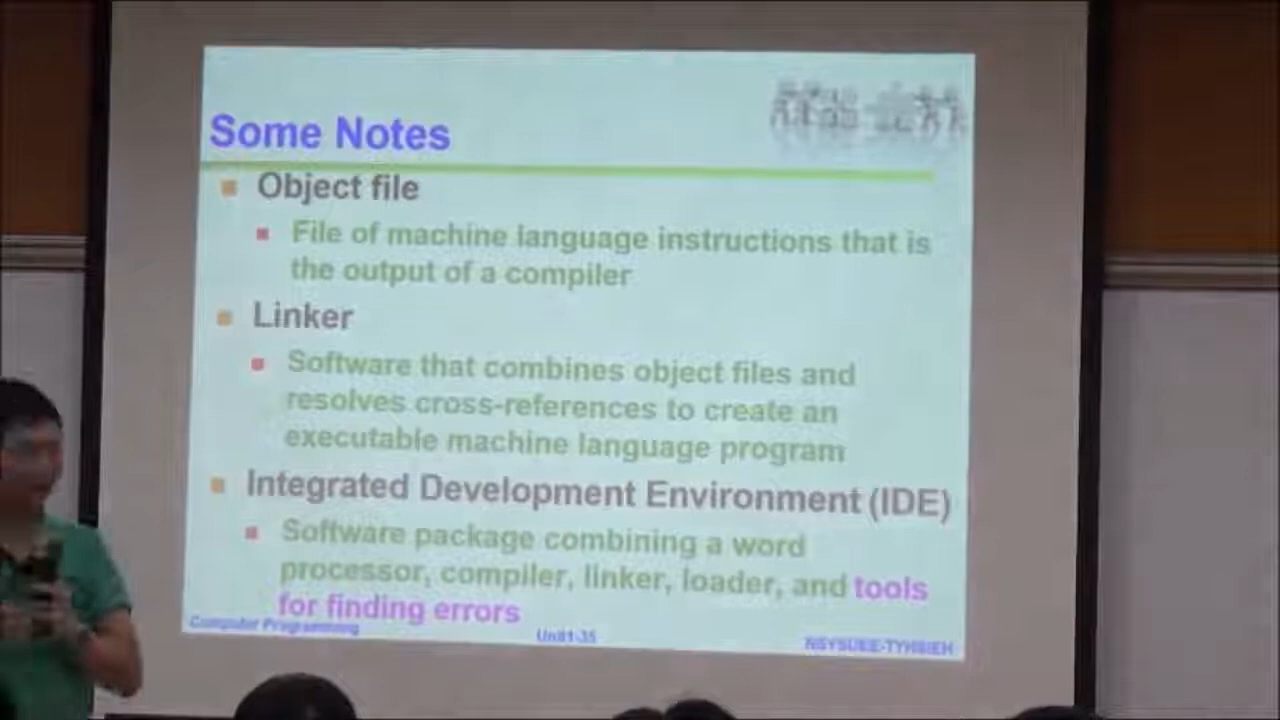 Some Notes
Object file
File of machine language instructions that is
the output of a compiler
Linker
Software that combines object files and
resolves cross-references to create an
executable machine language program
Integrated Development Environment (IDE)
Software package combining a word
processor, compiler, linker, loader, and tools
for finding errors
Computer Programming
Unit1-35
NSYSUEE-TYHSIEH